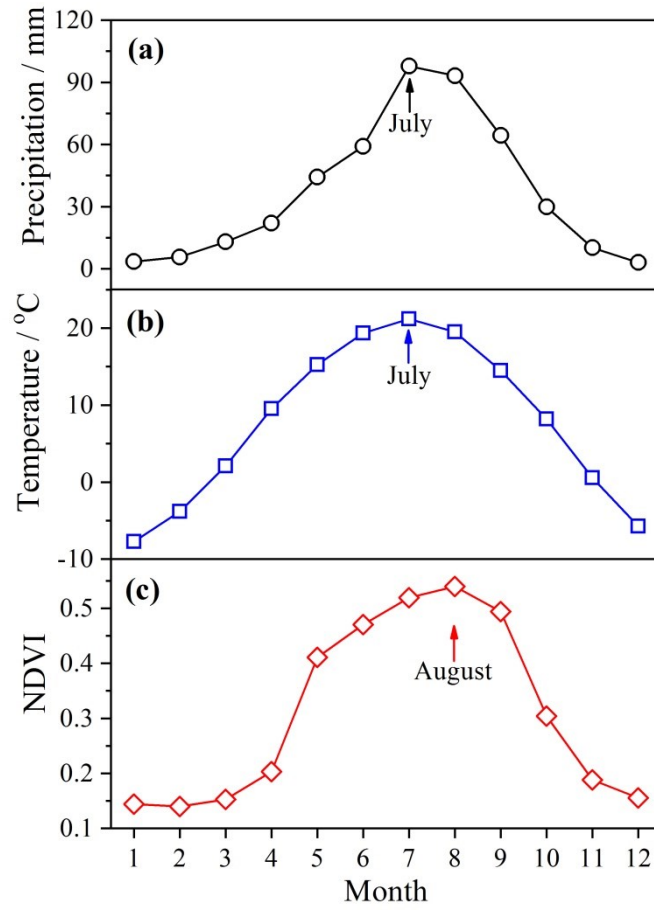 120
(a)
90
60
30
0
Precipitation / mm
July
(b)
20
10
0
-10
Temperature / °C
July
(c)
0.5
0.4
0.3
0.2
0.1
NDVI
August
1 2 3 4 5 6 7 8 9 10 11 12
Month